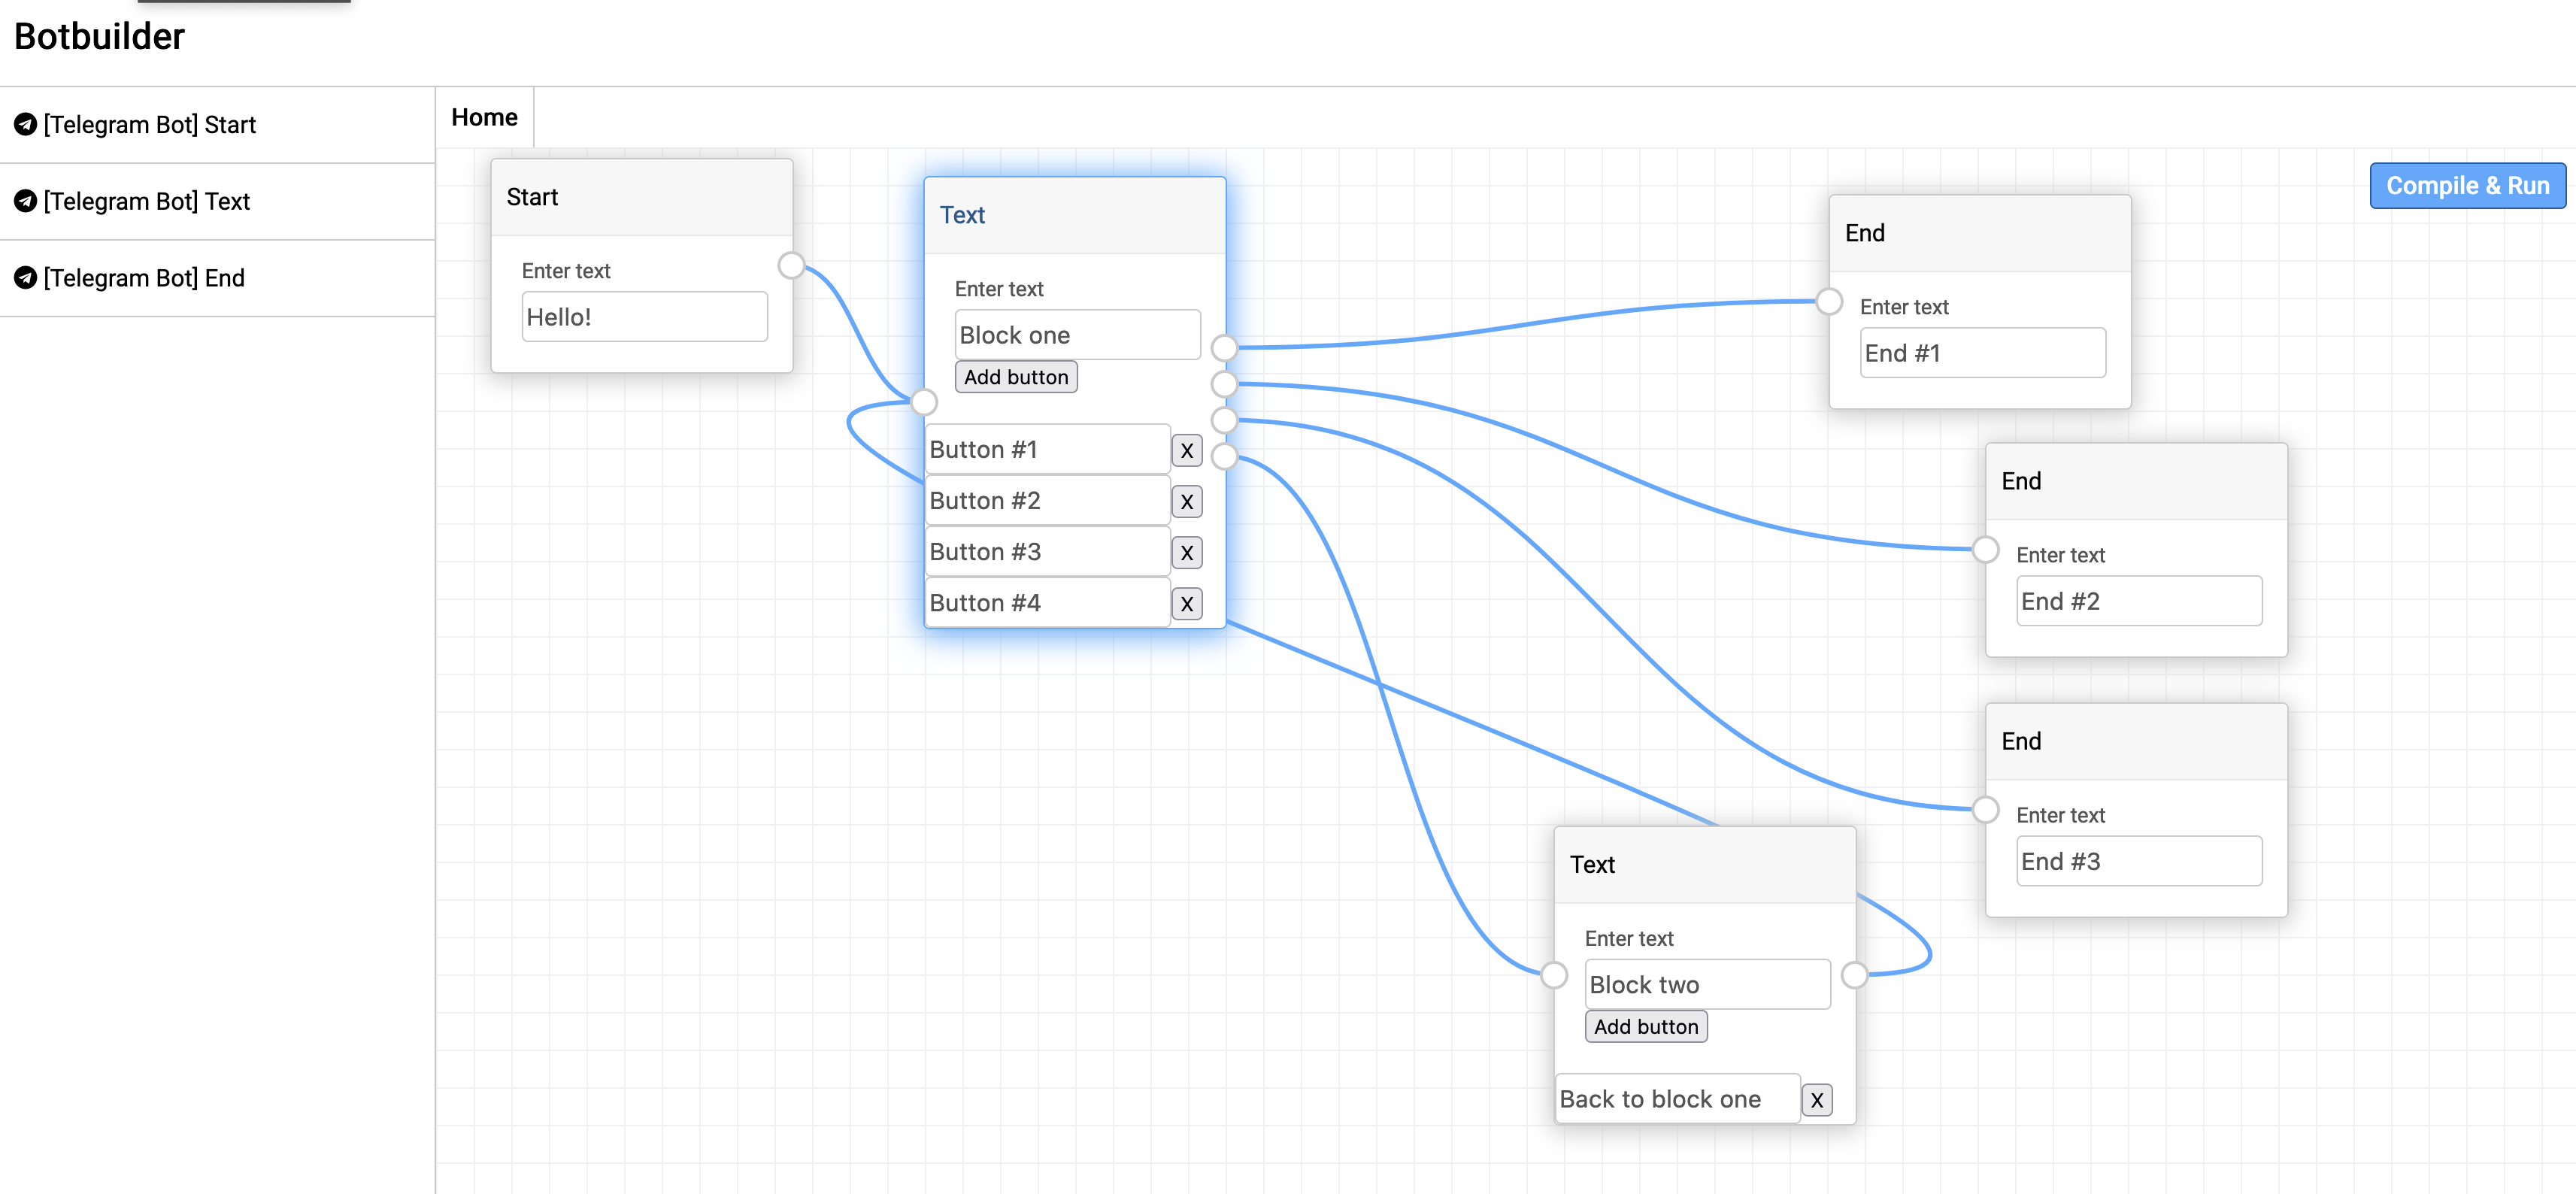 Botbuilder
[Telegram Bot] Start
[Telegram Bot] Text
[Telegram Bot] End
Home
Compile & Run
Start
Enter text
Hello!
Text
Enter text
Block one
Add button
Button #1 X
Button #2 X
Button #3 X
Button #4 X
End
Enter text
End #1
End
Enter text
End #2
End
Enter text
End #3
Text
Enter text
Block two
Add button
Back to block one X